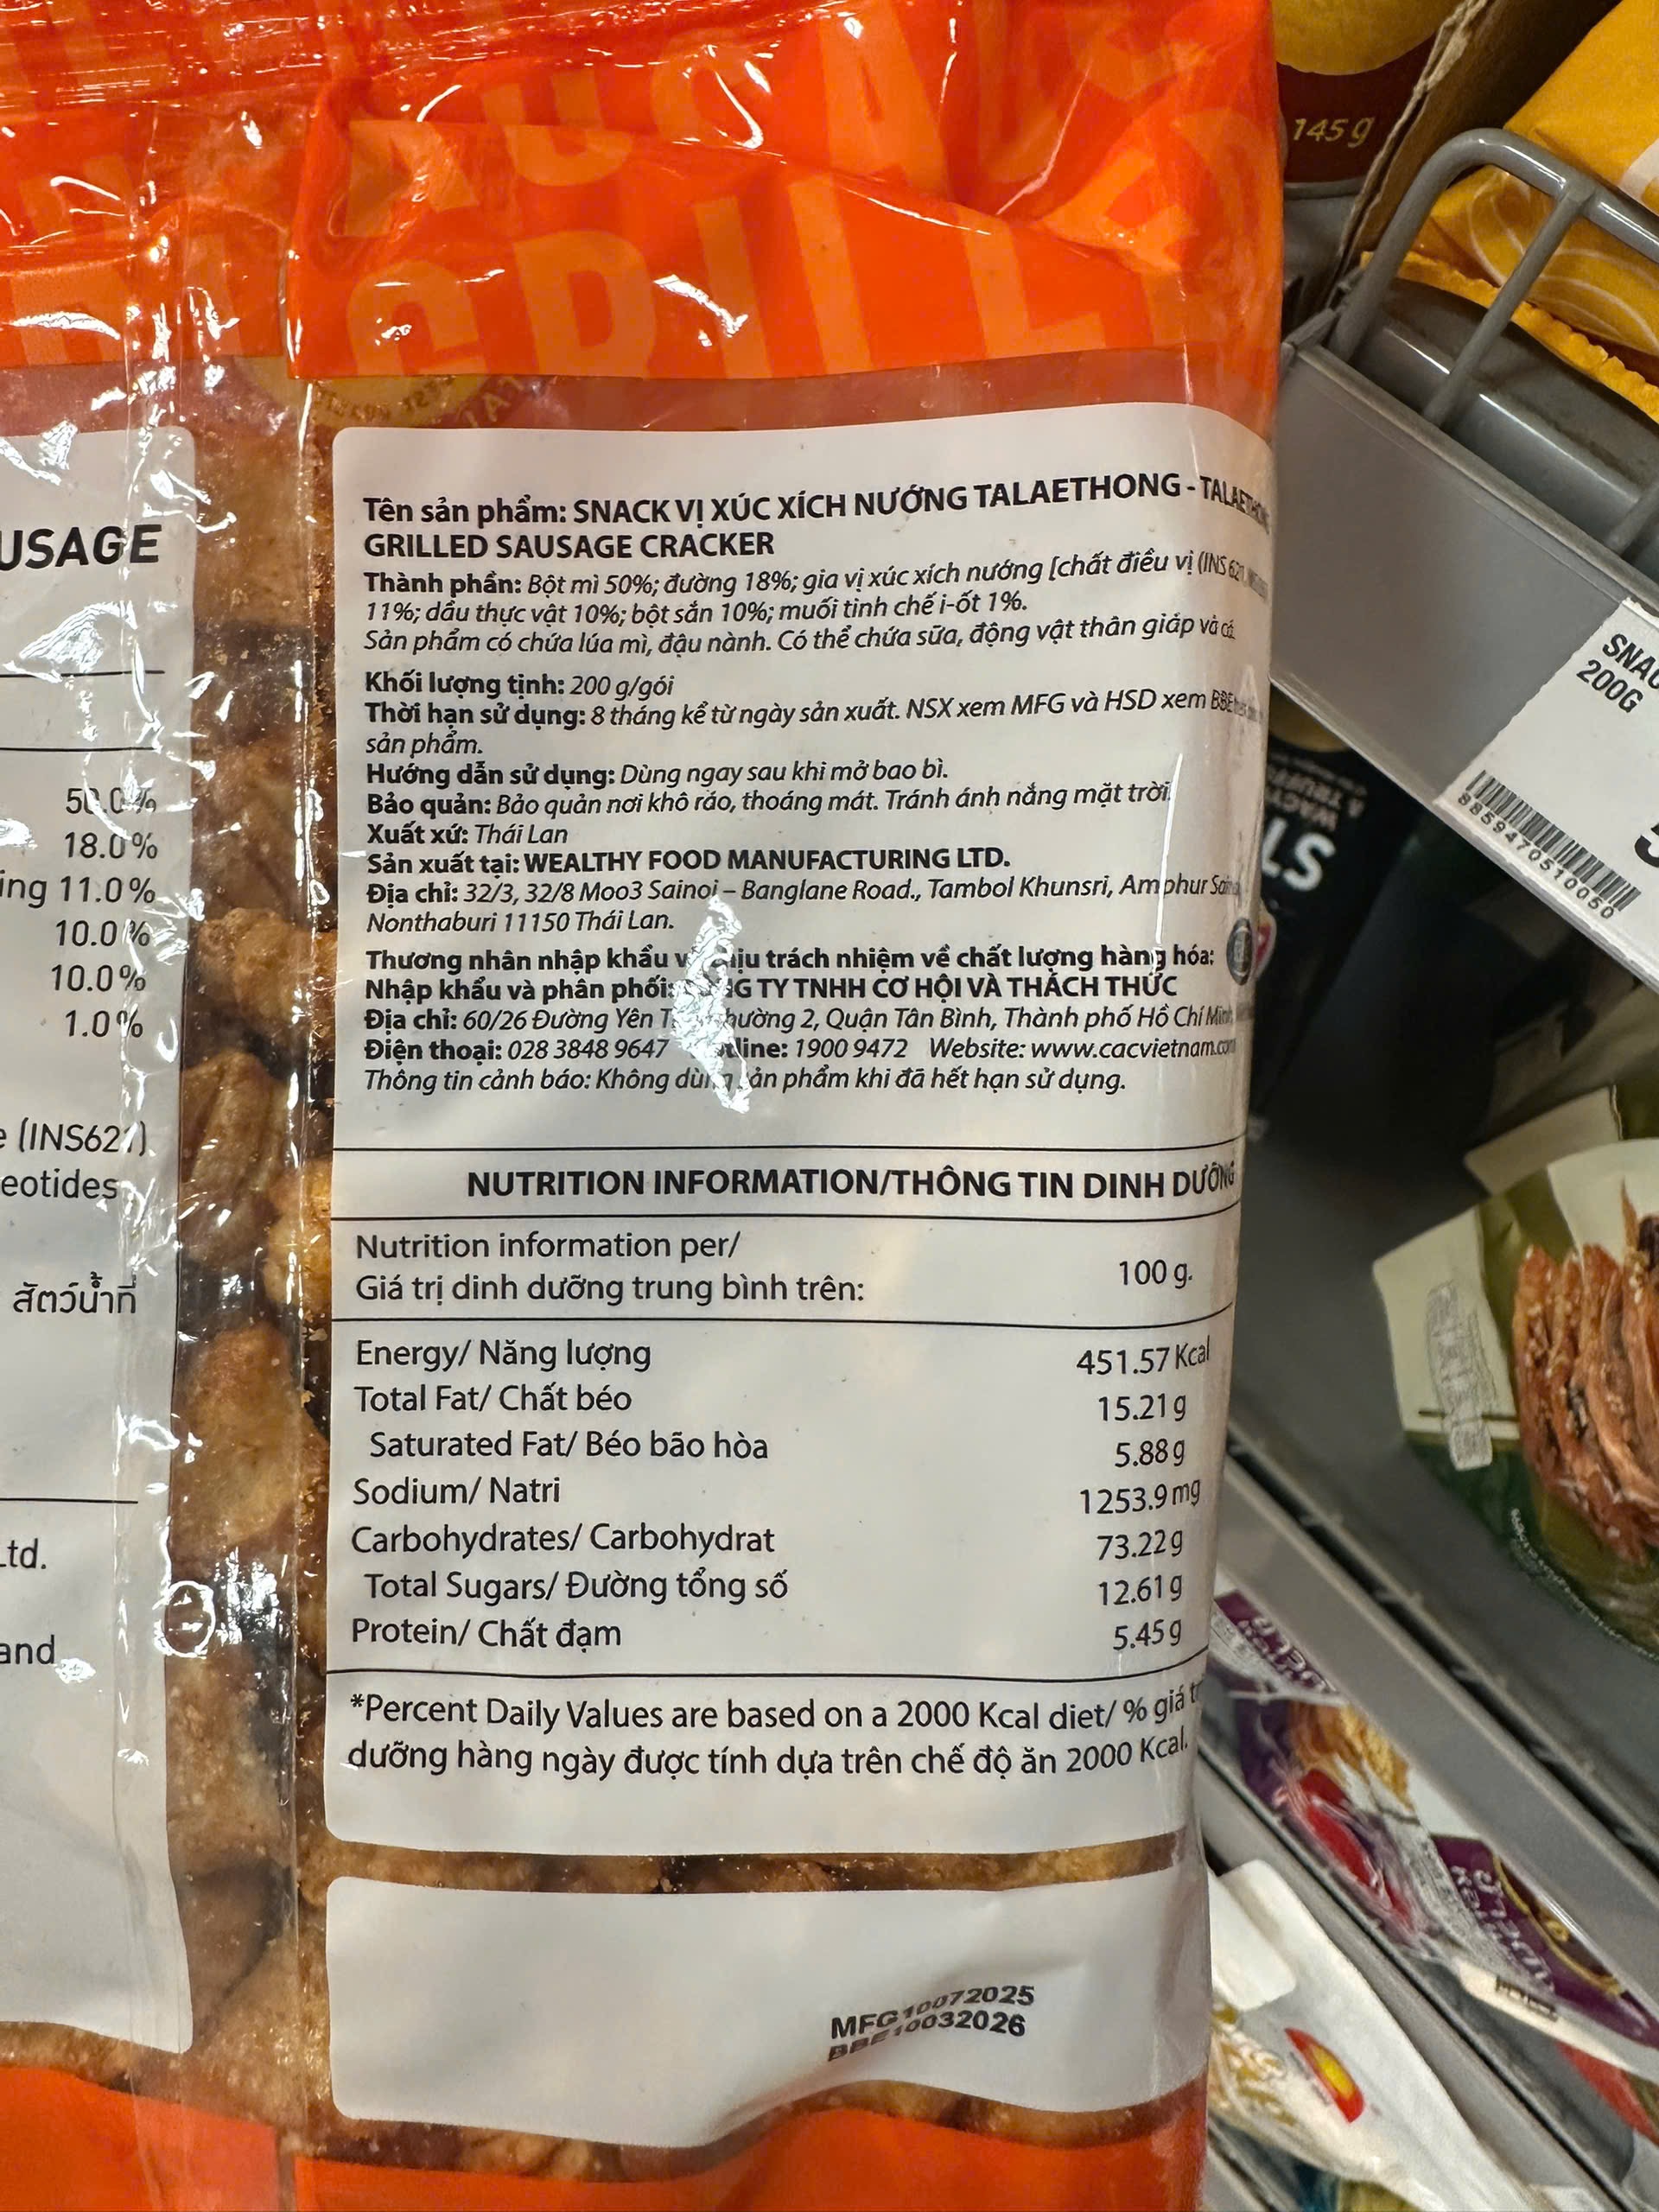 145 g
USAGE
50.0%
18.0%
ing 11.0%
10.0%
10.0%
1.0%
e (INS621)
eotides
สัตว์น้ำที่
Ltd.
and
Tên sản phẩm: SNACK VỊ XÚC XÍCH NƯỚNG TALAETHONG - TALAETHONG
GRILLED SAUSAGE CRACKER
Thành phần: Bột mì 50%; đường 18%; gia vị xúc xích nướng [chất điều vị (INS 621,
11%; dầu thực vật 10%; bột sắn 10%; muối tinh chế i-ốt 1%.
Sản phẩm có chứa lúa mì, đậu nành. Có thể chứa sữa, động vật thân giáp và cá.
Khối lượng tịnh: 200 g/gói
Thời hạn sử dụng: 8 tháng kể từ ngày sản xuất. NSX xem MFG và HSD xem BBE
sản phẩm.
Hướng dẫn sử dụng: Dùng ngay sau khi mở bao bì.
Bảo quản: Bảo quản nơi khô ráo, thoáng mát. Tránh ánh nắng mặt trời.
Xuất xứ: Thái Lan
Sản xuất tại: WEALTHY FOOD MANUFACTURING LTD.
Địa chỉ: 32/3, 32/8 Moo3 Sainoi – Banglane Road., Tambol Khunsri, Amphur
Nonthaburi 11150 Thái Lan.
Thương nhân nhập khẩu và chịu trách nhiệm về chất lượng hàng hóa:
Nhập khẩu và phân phối: CÔNG TY TNHH CƠ HỘI VÀ THÁCH THỨC
Địa chỉ: 60/26 Đường Yên Thế, Phường 2, Quận Tân Bình, Thành phố Hồ Chí Minh,
Điện thoại: 028 3848 9647 Hotline: 1900 9472 Website: www.cacvietnam.com
Thông tin cảnh báo: Không dùng sản phẩm khi đã hết hạn sử dụng.
NUTRITION INFORMATION/THÔNG TIN DINH DƯỠNG
Nutrition information per/
Giá trị dinh dưỡng trung bình trên: 100 g.
Energy/ Năng lượng 451.57 Kcal
Total Fat/ Chất béo 15.21 g
Saturated Fat/ Béo bão hòa 5.88 g
Sodium/ Natri 1253.9 mg
Carbohydrates/ Carbohydrat 73.22 g
Total Sugars/ Đường tổng số 12.61 g
Protein/ Chất đạm 5.45 g
*Percent Daily Values are based on a 2000 Kcal diet/ % giá tr
dưỡng hàng ngày được tính dựa trên chế độ ăn 2000 Kcal.
MFG10072025
BBE10032026
SNAC
200G
8859470510050